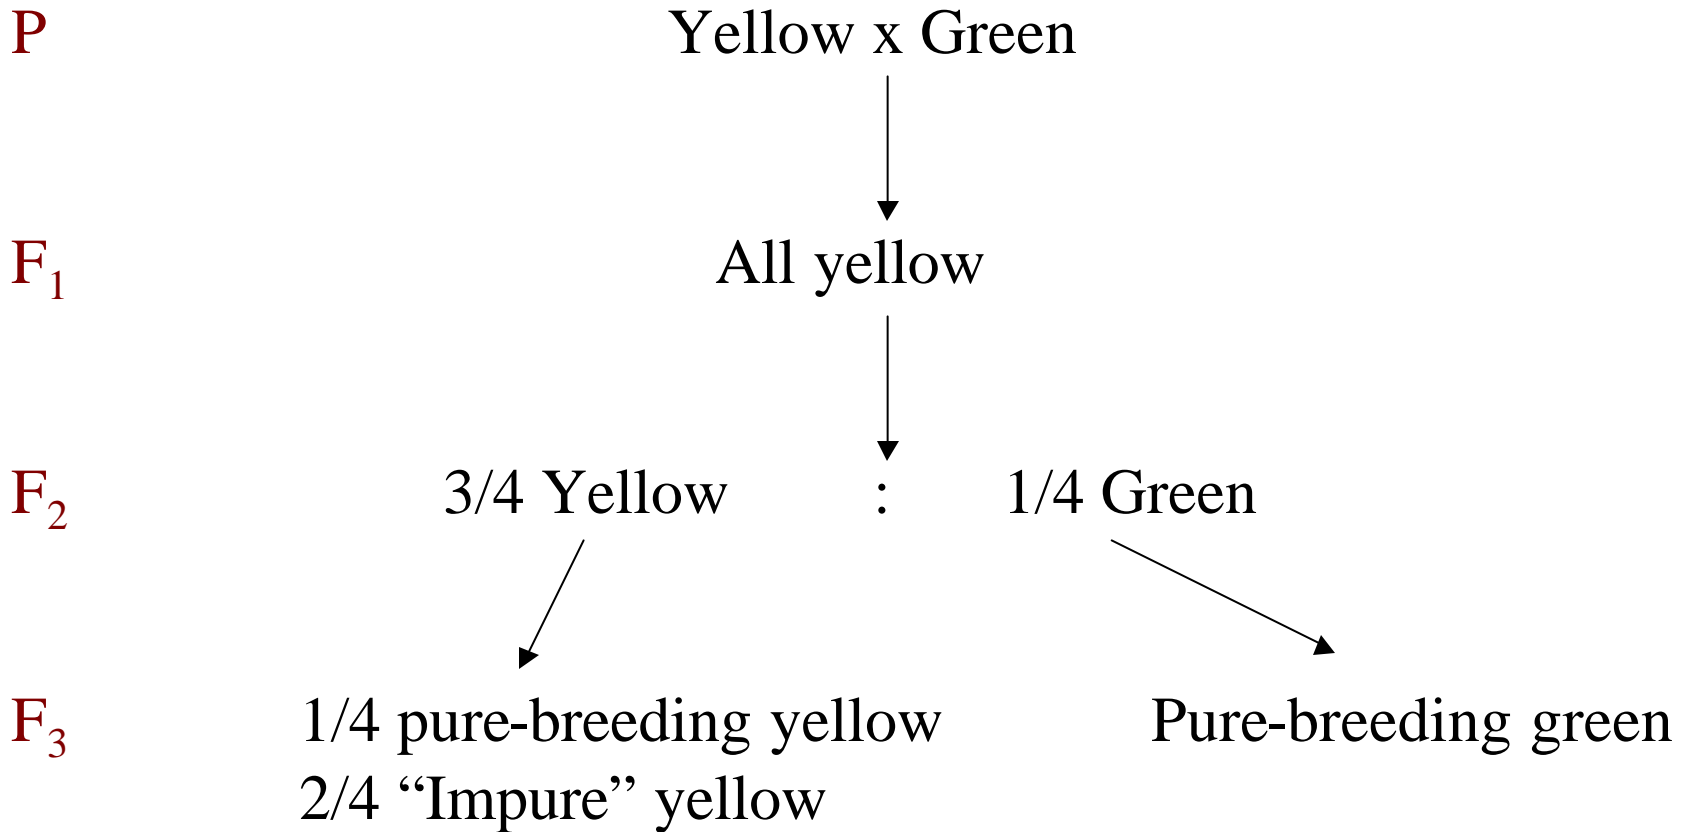 P Yellow x Green
F₁ All yellow
F₂ 3/4 Yellow : 1/4 Green
F₃ 1/4 pure-breeding yellow Pure-breeding green
2/4 “Impure” yellow